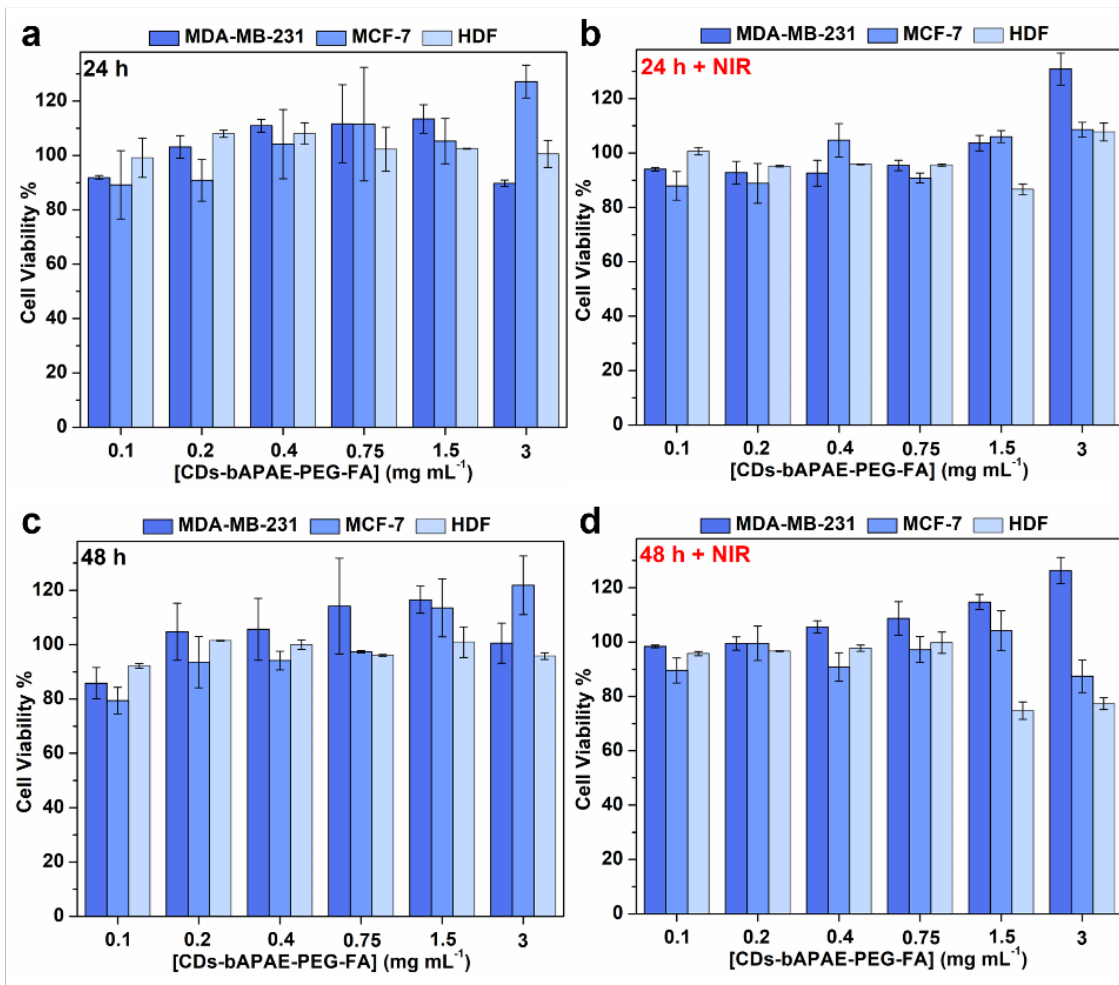 a
MDA-MB-231 MCF-7 HDF
24 h
120
100
80
60
40
20
0
Cell Viability %
0.1 0.2 0.4 0.75 1.5 3
[CDs-bAPAE-PEG-FA] (mg mL⁻¹)
b
MDA-MB-231 MCF-7 HDF
24 h + NIR
120
100
80
60
40
20
0
Cell Viability %
0.1 0.2 0.4 0.75 1.5 3
[CDs-bAPAE-PEG-FA] (mg mL⁻¹)
c
MDA-MB-231 MCF-7 HDF
48 h
120
100
80
60
40
20
0
Cell Viability %
0.1 0.2 0.4 0.75 1.5 3
[CDs-bAPAE-PEG-FA] (mg mL⁻¹)
d
MDA-MB-231 MCF-7 HDF
48 h + NIR
120
100
80
60
40
20
0
Cell Viability %
0.1 0.2 0.4 0.75 1.5 3
[CDs-bAPAE-PEG-FA] (mg mL⁻¹)